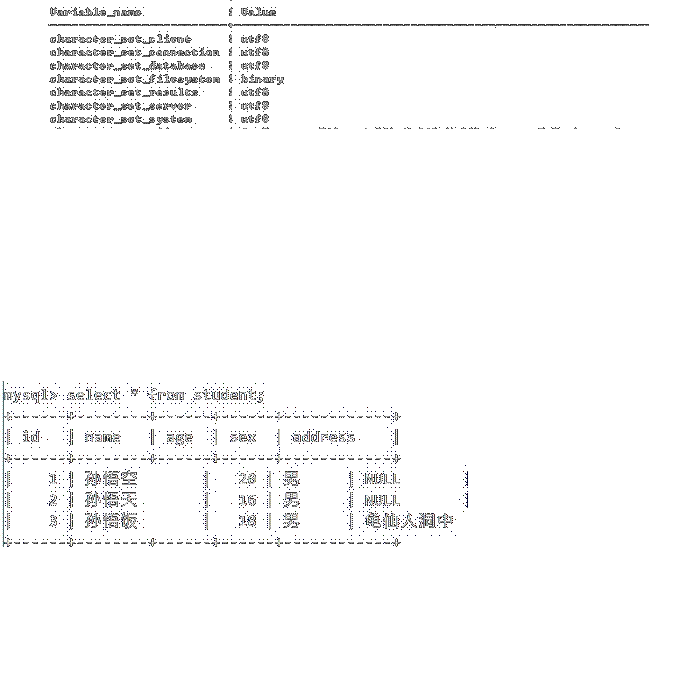 Variable_name | Value
character_set_client | utf8
character_set_connection | utf8
character_set_database | utf8
character_set_filesystem | binary
character_set_results | utf8
character_set_server | utf8
character_set_system | utf8
mysql> select * from student;
| id | name | age | sex | address |
| 1 | 孙悟空 | 20 | 男 | NULL |
| 2 | 孙悟天 | 16 | 男 | NULL |
| 3 | 孙悟饭 | 18 | 男 | 龟仙人洞中